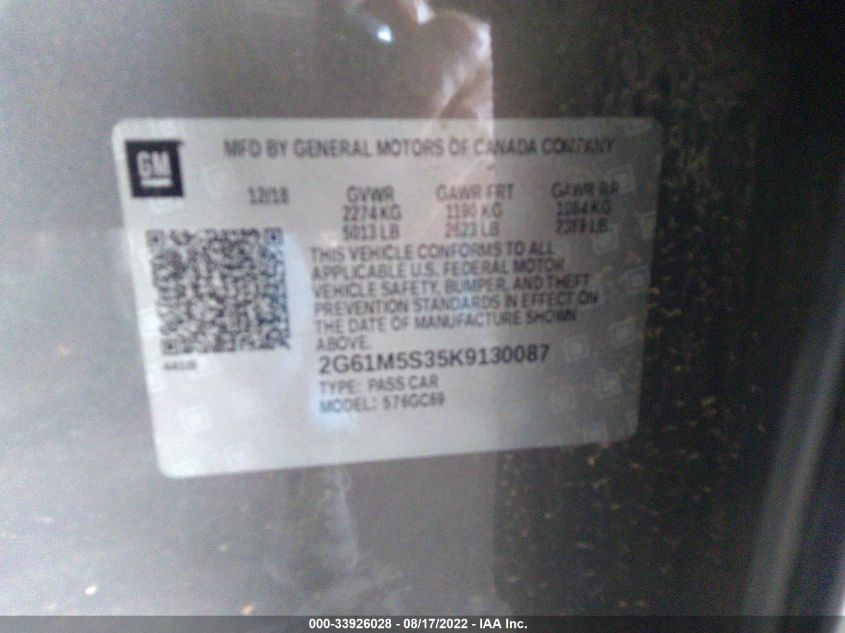 GM
MFD BY GENERAL MOTORS OF CANADA COMPANY
12/18 GVWR GAWR FRT GAWR RR
2274 KG 1190 KG 1084 KG
5013 LB 2623 LB LB
THIS VEHICLE CONFORMS TO ALL
APPLICABLE U.S. FEDERAL MOTOR
VEHICLE SAFETY, BUMPER, AND THEFT
PREVENTION STANDARDS IN EFFECT ON
THE DATE OF MANUFACTURE SHOWN
ABOVE.
2G61M5S35K9130087
TYPE: PASS CAR
MODEL: 576GC69
000-33926028 - 08/17/2022 - IAA Inc.